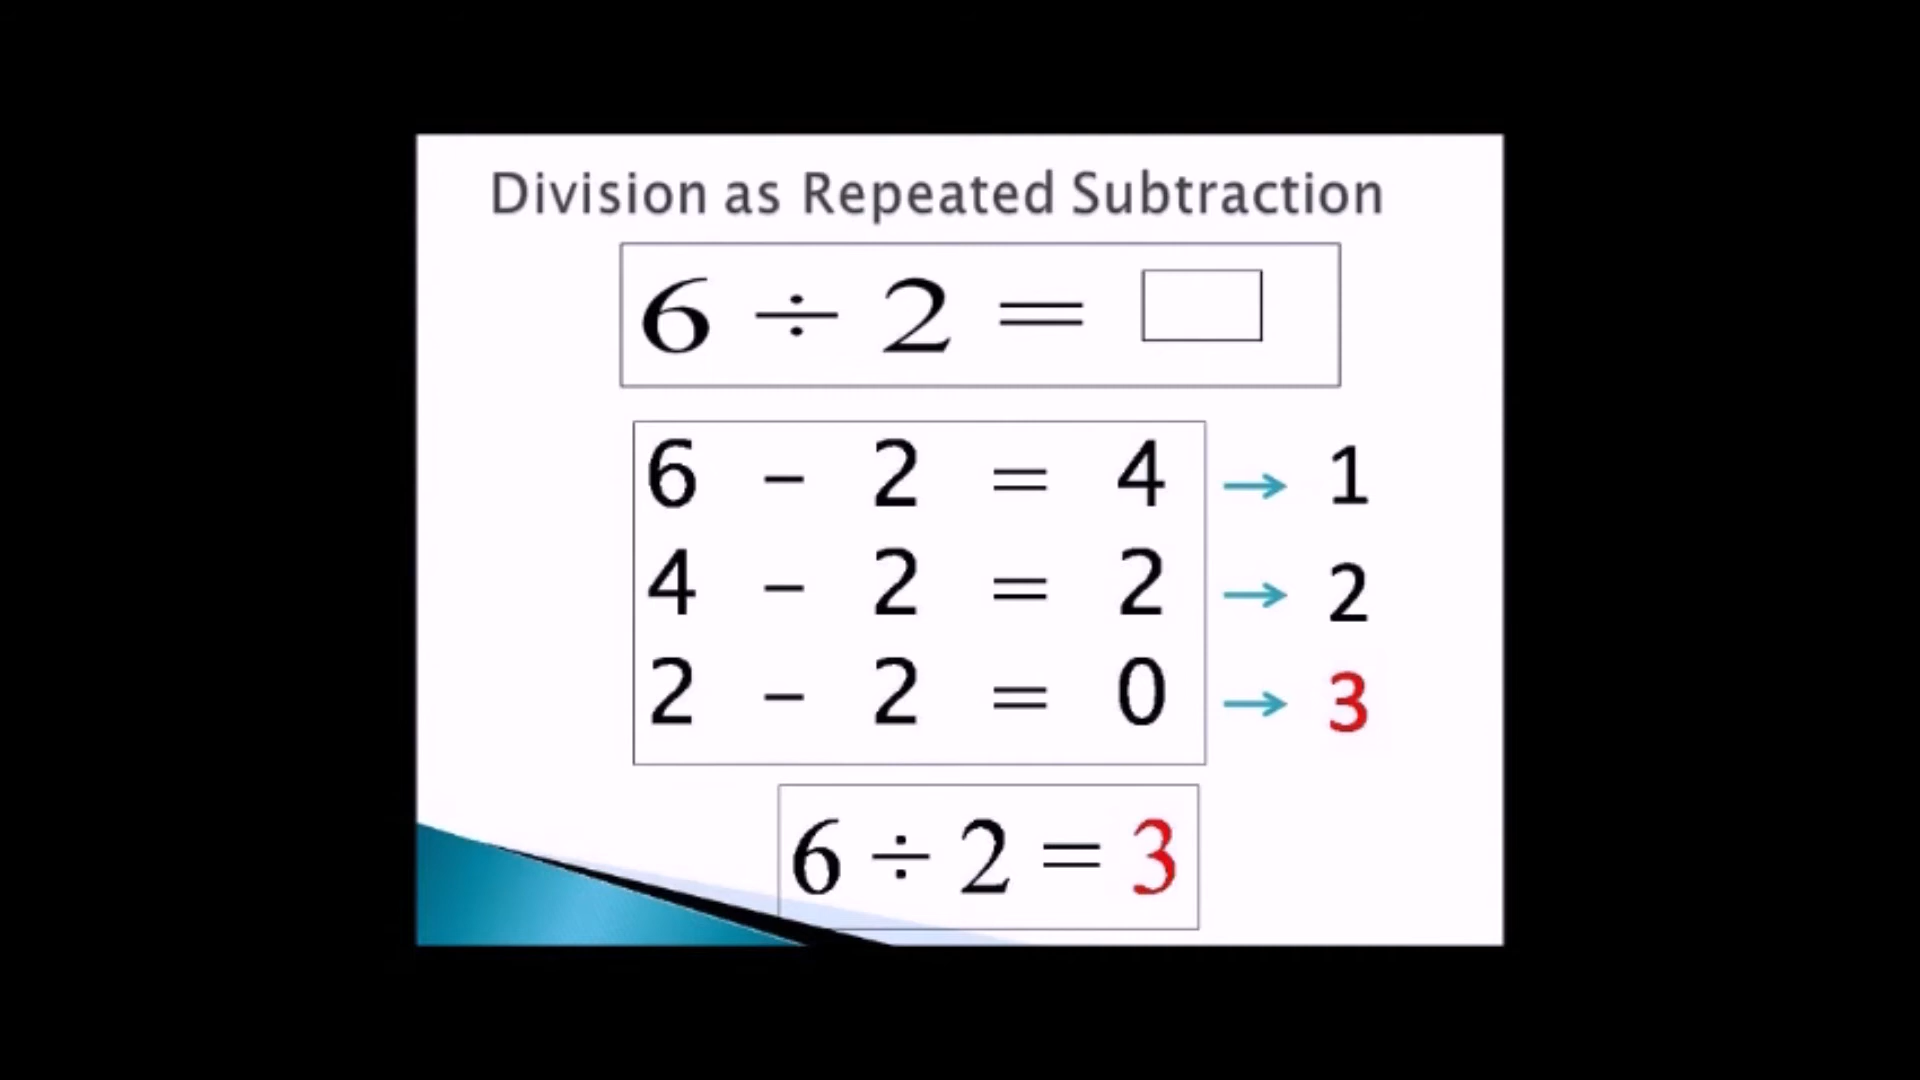 Division as Repeated Subtraction
6 ÷ 2 =
6 – 2 = 4 → 1
4 – 2 = 2 → 2
2 – 2 = 0 → 3
6 ÷ 2 = 3